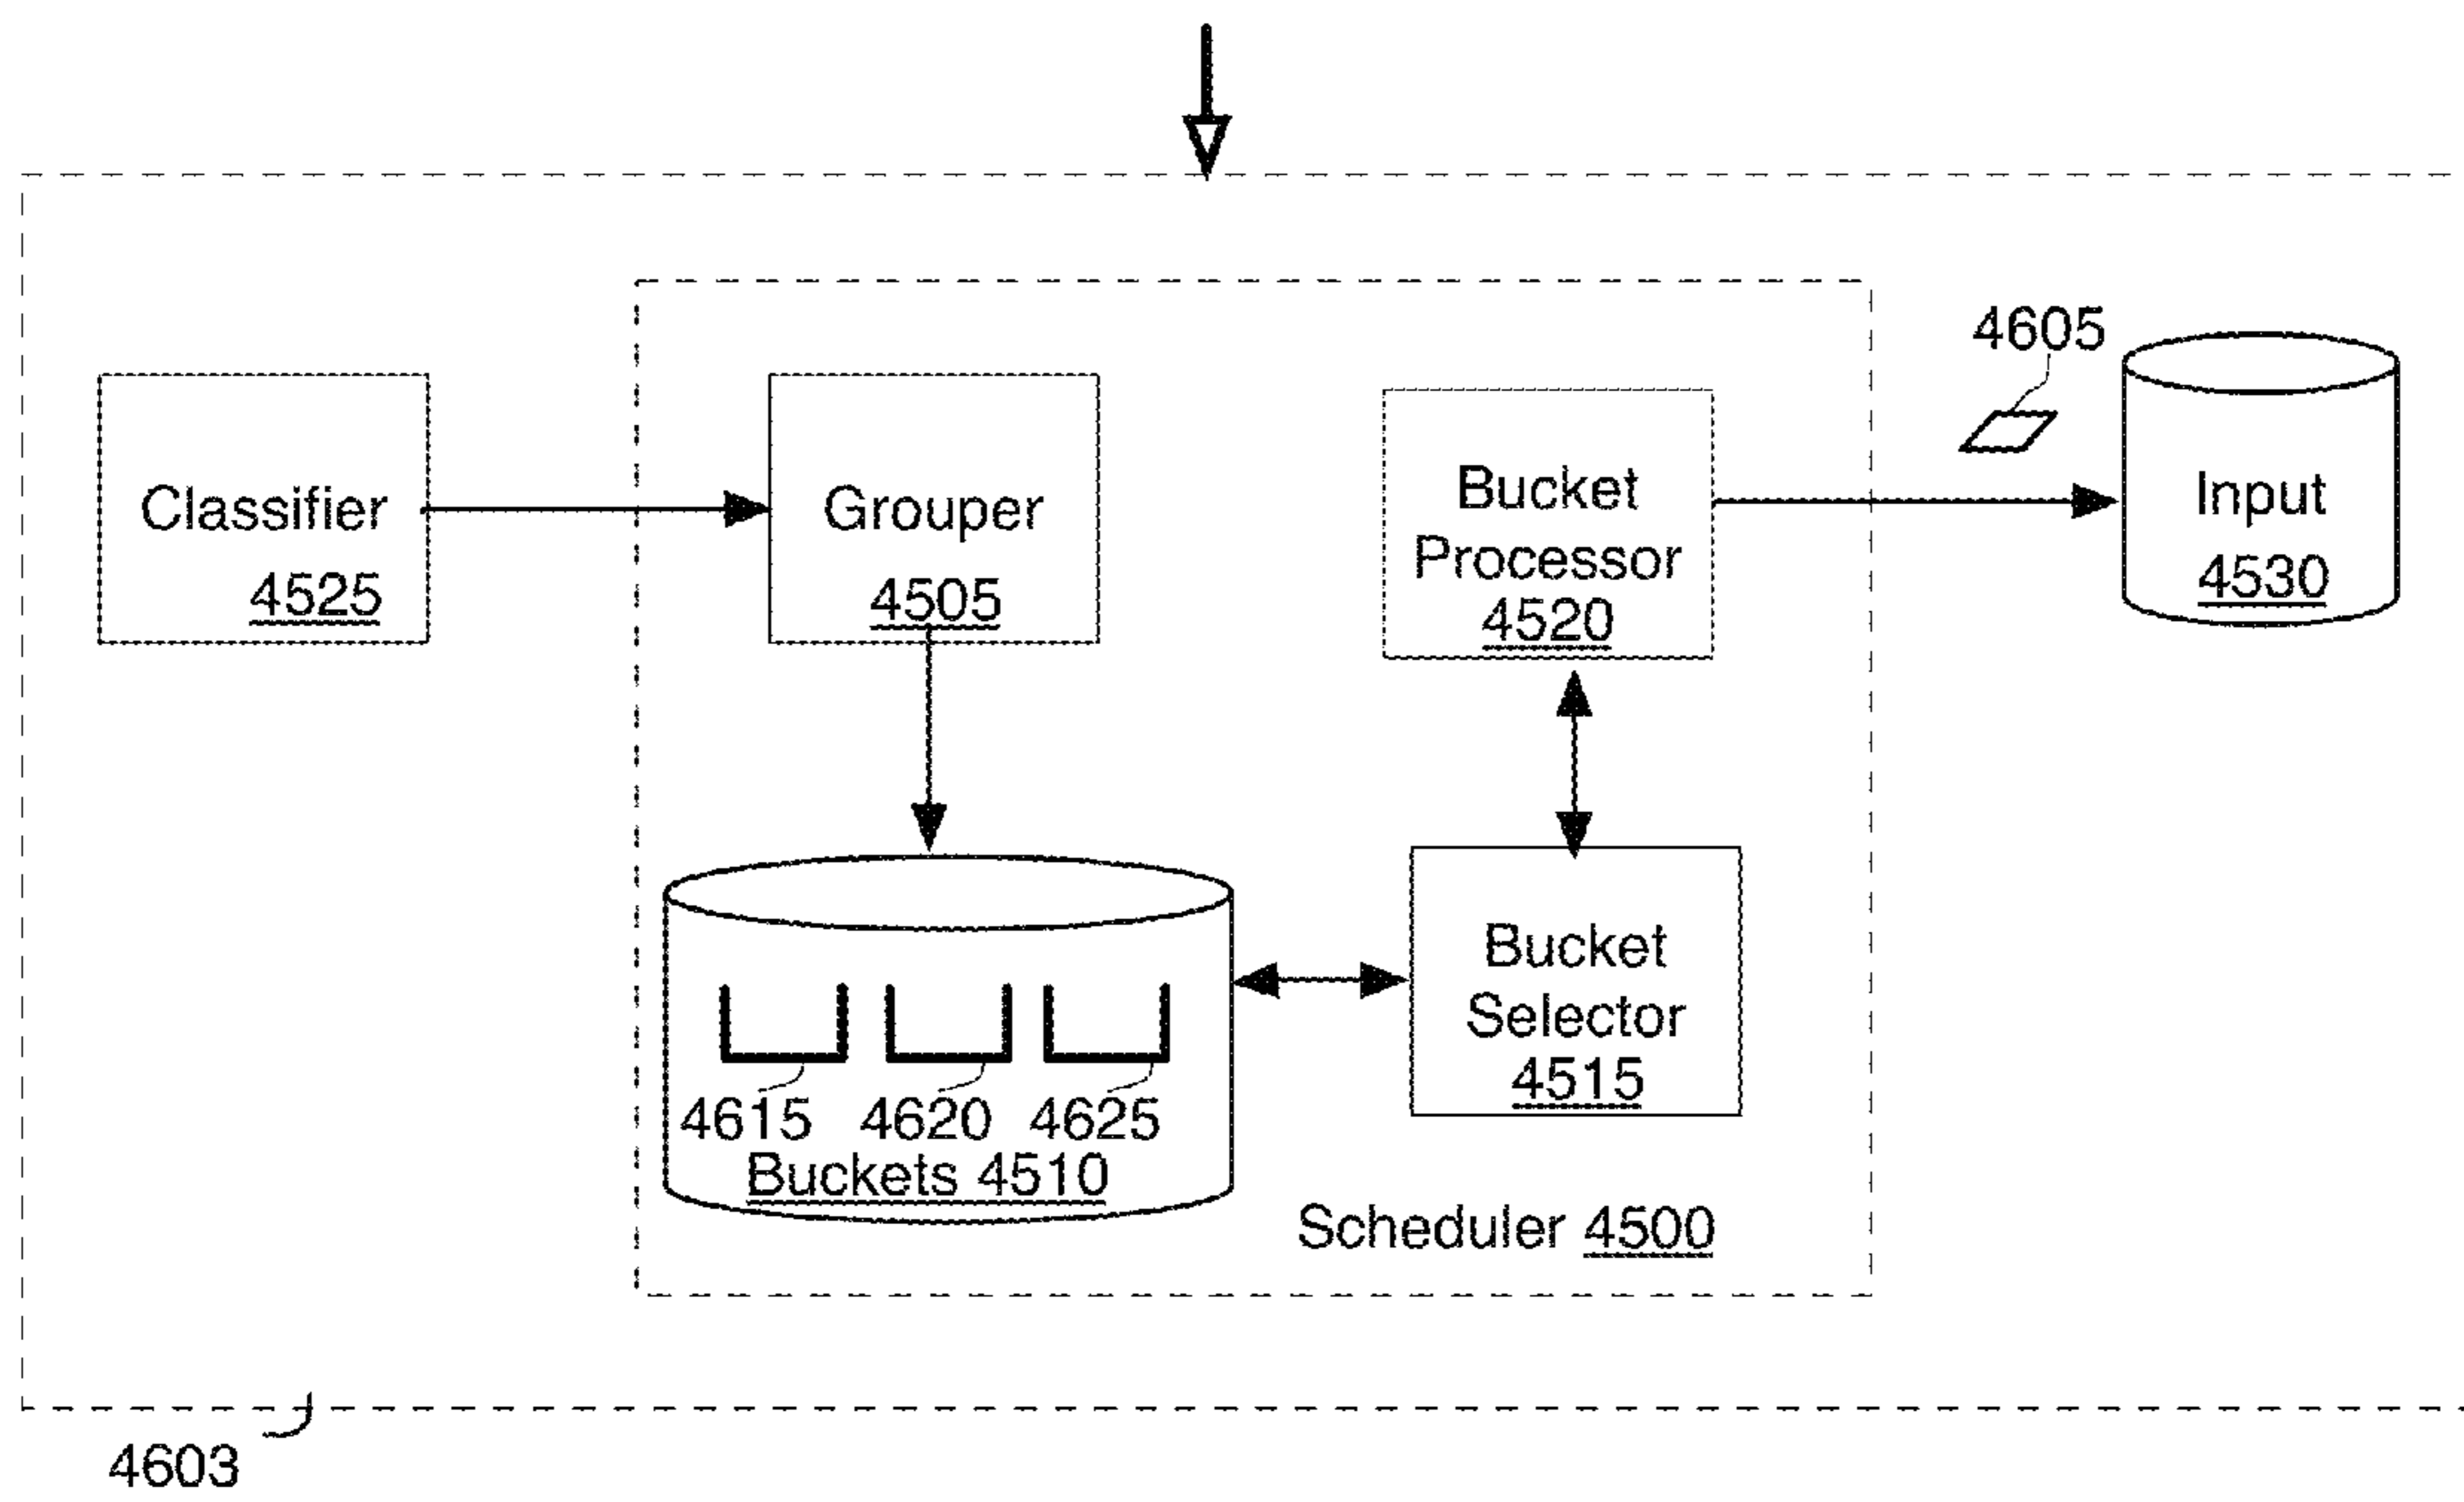 4605
Classifier
4525
Grouper
4505
Bucket
Processor
4520
Input
4530
Bucket
Selector
4515
4615 4620 4625
Buckets 4510
Scheduler 4500
4603